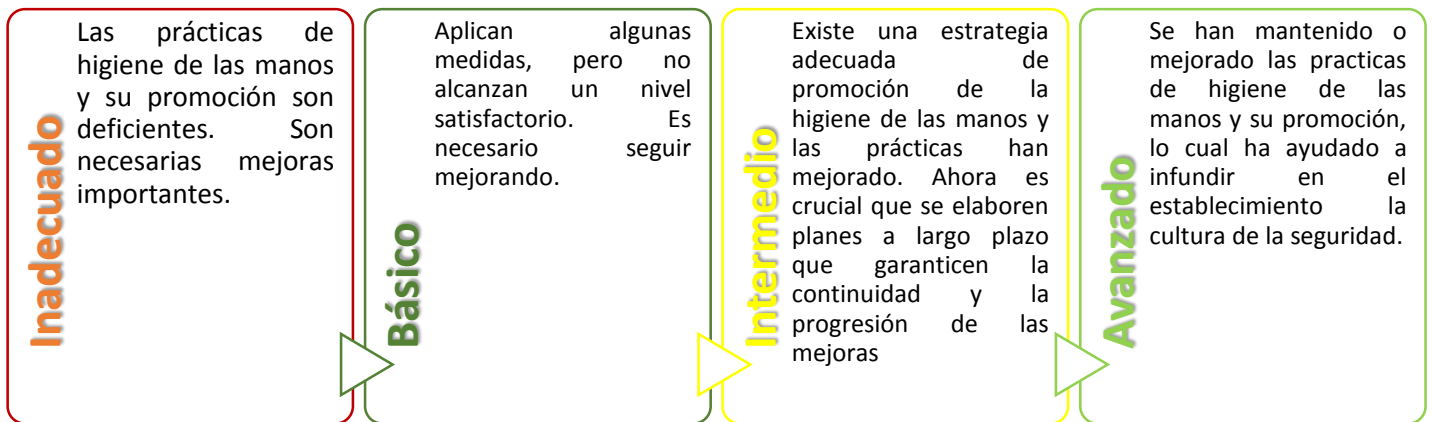 Inadecuado
Las prácticas de
higiene de las manos
y su promoción son
deficientes. Son
necesarias mejoras
importantes.
Básico
Aplican algunas
medidas, pero no
alcanzan un nivel
satisfactorio. Es
necesario seguir
mejorando.
Intermedio
Existe una estrategia
adecuada de
promoción de la
higiene de las manos y
las prácticas han
mejorado. Ahora es
crucial que se elaboren
planes a largo plazo
que garanticen la
continuidad y la
progresión de las
mejoras
Avanzado
Se han mantenido o
mejorado las practicas
de higiene de las
manos y su promoción,
lo cual ha ayudado a
infundir en el
establecimiento la
cultura de la seguridad.